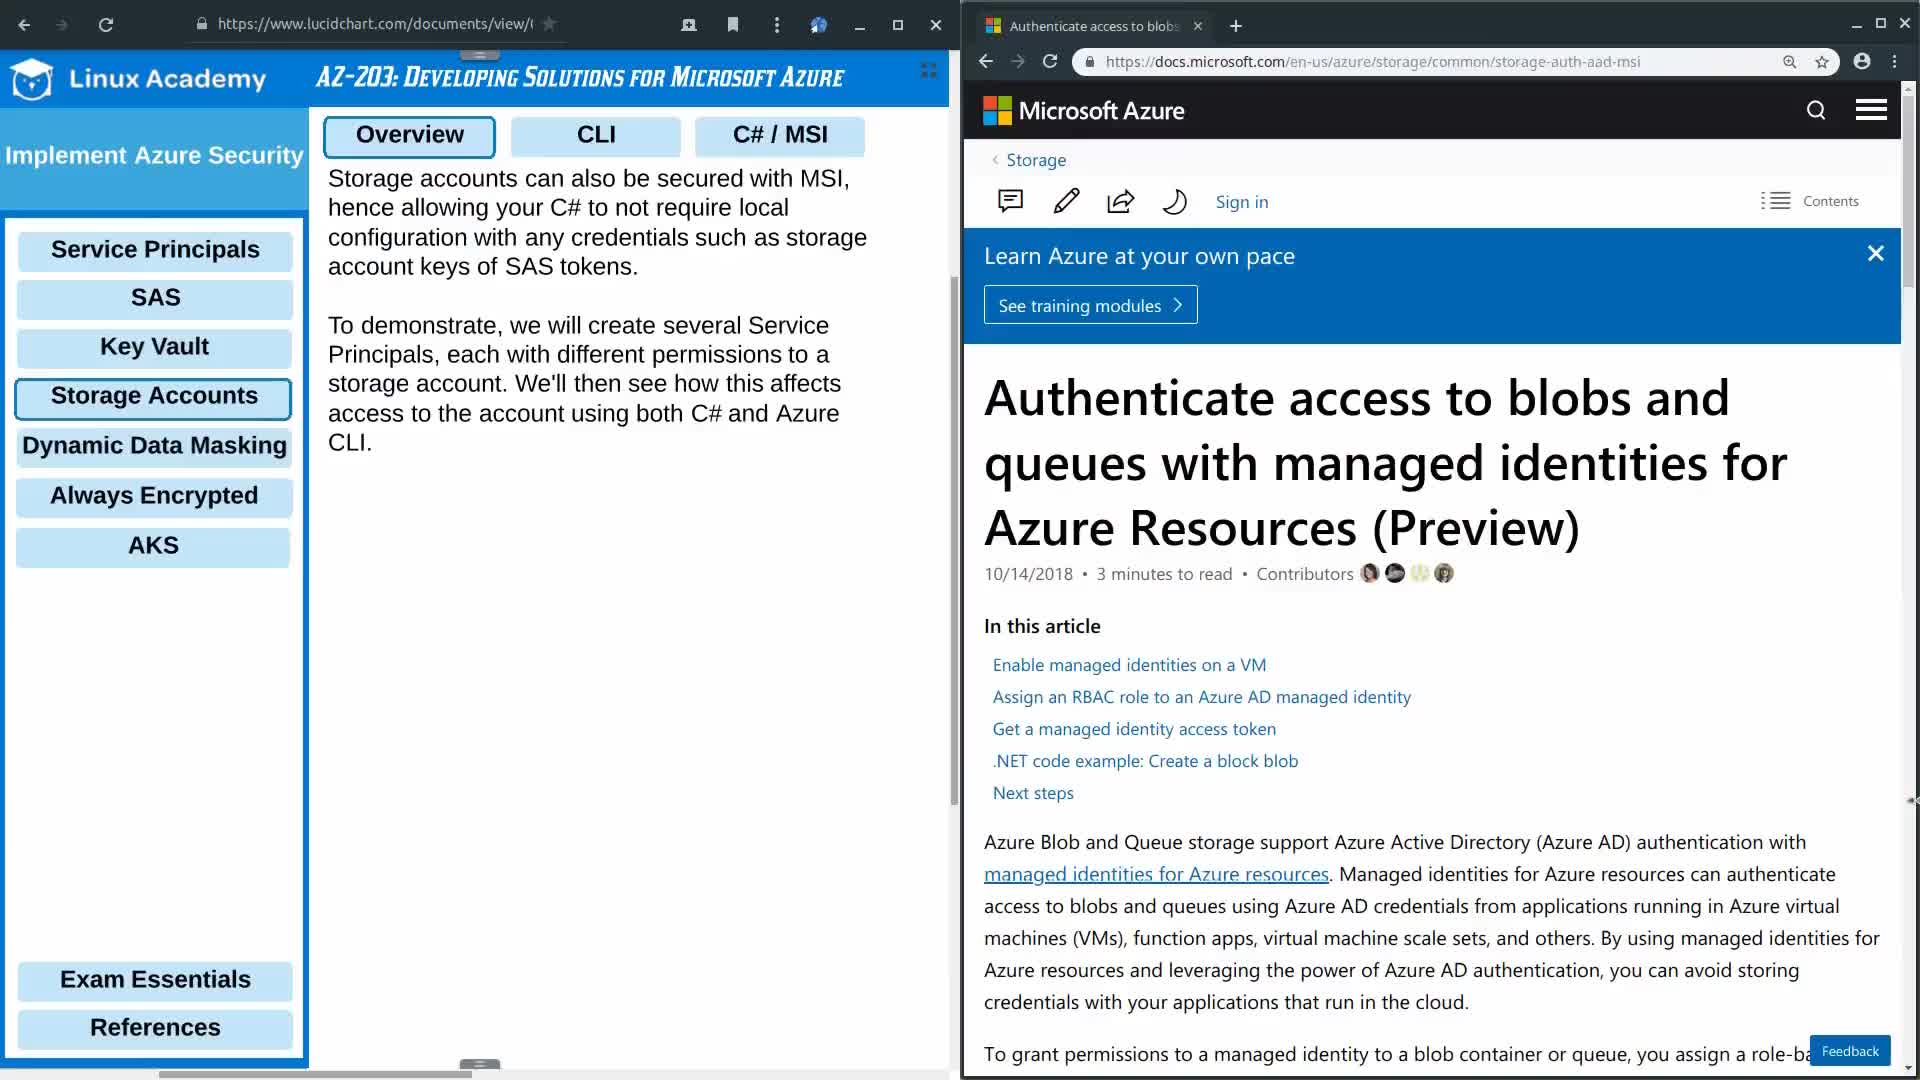 https://www.lucidchart.com/documents/view/
Linux Academy
AZ-203: Developing Solutions for Microsoft Azure
Implement Azure Security
Service Principals
SAS
Key Vault
Storage Accounts
Dynamic Data Masking
Always Encrypted
AKS
Exam Essentials
References
Overview
CLI
C# / MSI
Storage accounts can also be secured with MSI,
hence allowing your C# to not require local
configuration with any credentials such as storage
account keys of SAS tokens.
To demonstrate, we will create several Service
Principals, each with different permissions to a
storage account. We'll then see how this affects
access to the account using both C# and Azure
CLI.
Authenticate access to blobs
https://docs.microsoft.com/en-us/azure/storage/common/storage-auth-aad-msi
Microsoft Azure
Storage
Sign in
Contents
Learn Azure at your own pace
See training modules
Authenticate access to blobs and
queues with managed identities for
Azure Resources (Preview)
10/14/2018 • 3 minutes to read • Contributors
In this article
Enable managed identities on a VM
Assign an RBAC role to an Azure AD managed identity
Get a managed identity access token
.NET code example: Create a block blob
Next steps
Azure Blob and Queue storage support Azure Active Directory (Azure AD) authentication with
managed identities for Azure resources. Managed identities for Azure resources can authenticate
access to blobs and queues using Azure AD credentials from applications running in Azure virtual
machines (VMs), function apps, virtual machine scale sets, and others. By using managed identities for
Azure resources and leveraging the power of Azure AD authentication, you can avoid storing
credentials with your applications that run in the cloud.
To grant permissions to a managed identity to a blob container or queue, you assign a role-ba
Feedback